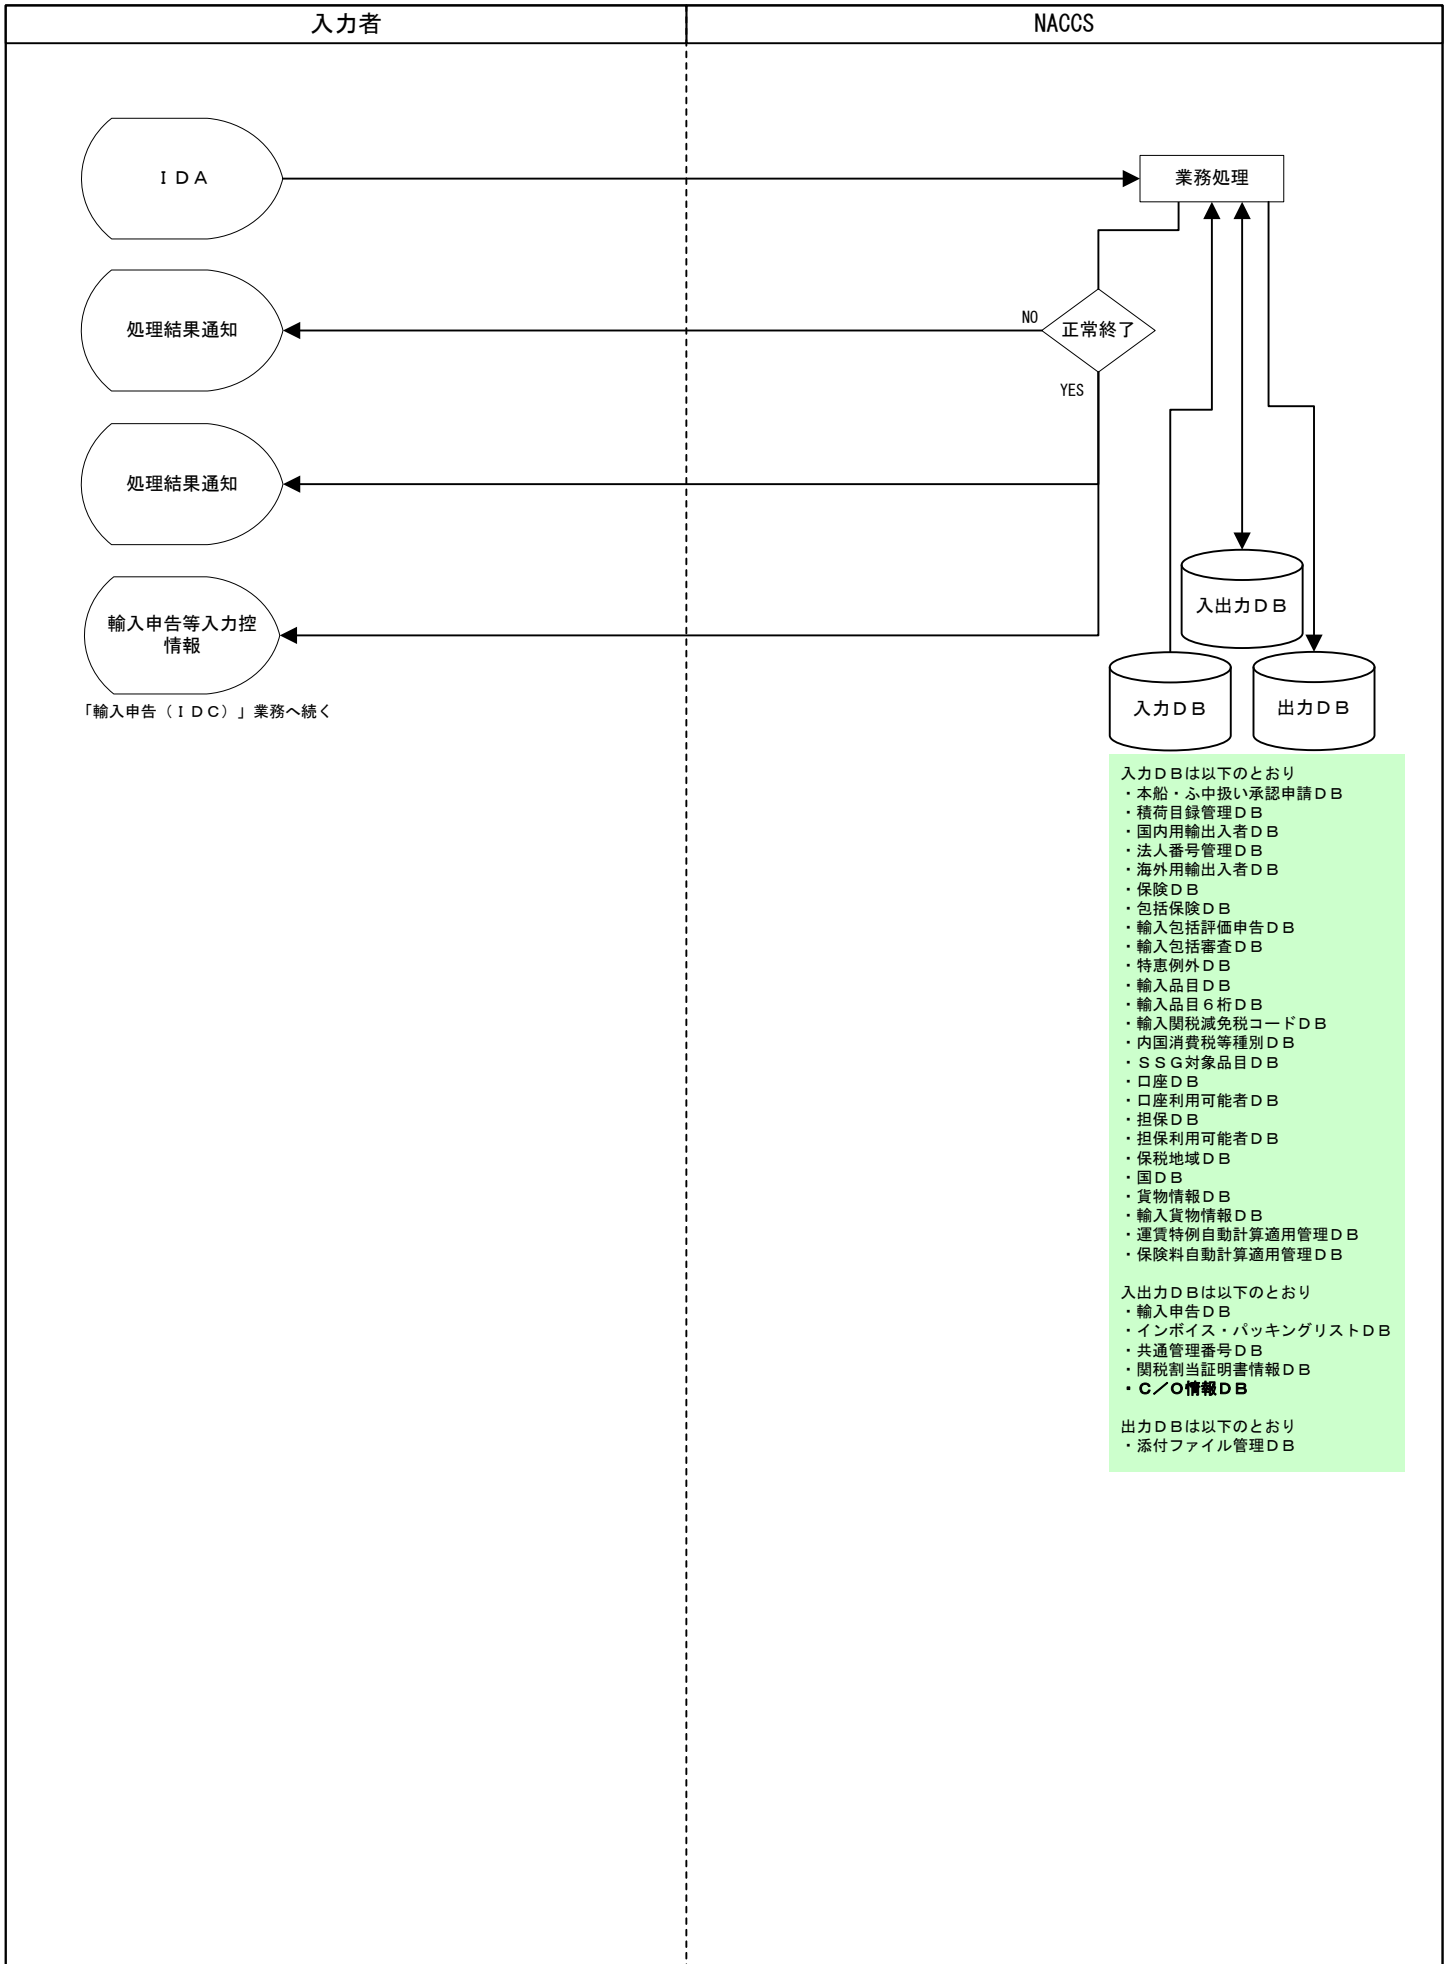 入力者
NACCS
ＩＤＡ
業務処理
処理結果通知
NO
正常終了
YES
処理結果通知
輸入申告等入力控
情報
「輸入申告（ＩＤＣ）」業務へ続く
入出力ＤＢ
入力ＤＢ
出力ＤＢ
入力ＤＢは以下のとおり
・本船・ふ中扱い承認申請ＤＢ
・積荷目録管理ＤＢ
・国内用輸出入者ＤＢ
・法人番号管理ＤＢ
・海外用輸出入者ＤＢ
・保険ＤＢ
・包括保険ＤＢ
・輸入包括評価申告ＤＢ
・輸入包括審査ＤＢ
・特恵例外ＤＢ
・輸入品目ＤＢ
・輸入品目６桁ＤＢ
・輸入関税減免税コードＤＢ
・内国消費税等種別ＤＢ
・ＳＳＧ対象品目ＤＢ
・口座ＤＢ
・口座利用可能者ＤＢ
・担保ＤＢ
・担保利用可能者ＤＢ
・保税地域ＤＢ
・国ＤＢ
・貨物情報ＤＢ
・輸入貨物情報ＤＢ
・運賃特例自動計算適用管理ＤＢ
・保険料自動計算適用管理ＤＢ
入出力ＤＢは以下のとおり
・輸入申告ＤＢ
・インボイス・パッキングリストＤＢ
・共通管理番号ＤＢ
・関税割当証明書情報ＤＢ
・Ｃ／Ｏ情報ＤＢ
出力ＤＢは以下のとおり
・添付ファイル管理ＤＢ